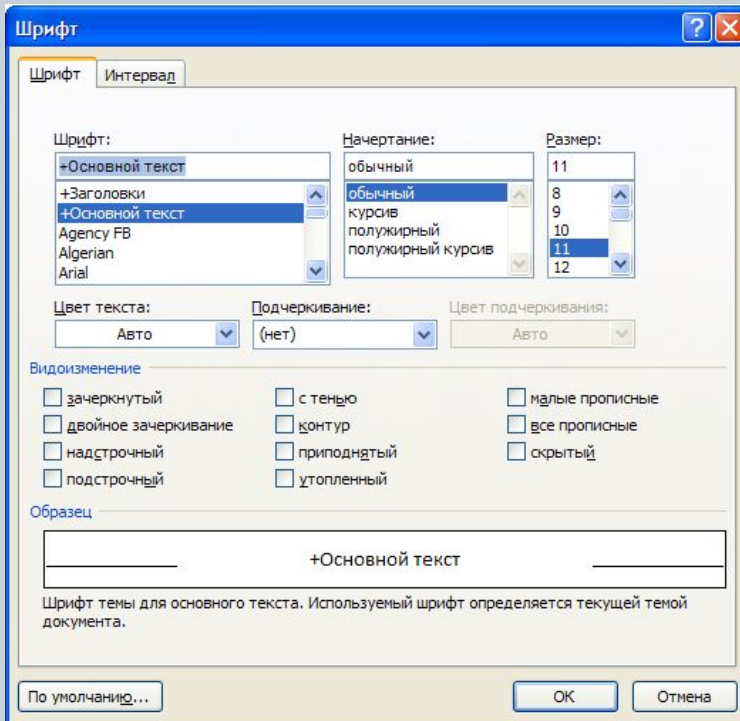 Шрифт
Шрифт Интервал
Шрифт: Начертание: Размер:
+Основной текст обычный 11
+Заголовки обычный 8
+Основной текст курсив 9
Agency FB полужирный 10
Algerian полужирный курсив 11
Arial 12
Цвет текста: Подчеркивание: Цвет подчеркивания:
Авто (нет) Авто
Видоизменение
зачеркнутый с тенью малые прописные
двойное зачеркивание контур все прописные
надстрочный приподнятый скрытый
подстрочный утопленный
Образец
+Основной текст
Шрифт темы для основного текста. Используемый шрифт определяется текущей темой
документа.
По умолчанию... ОК Отмена